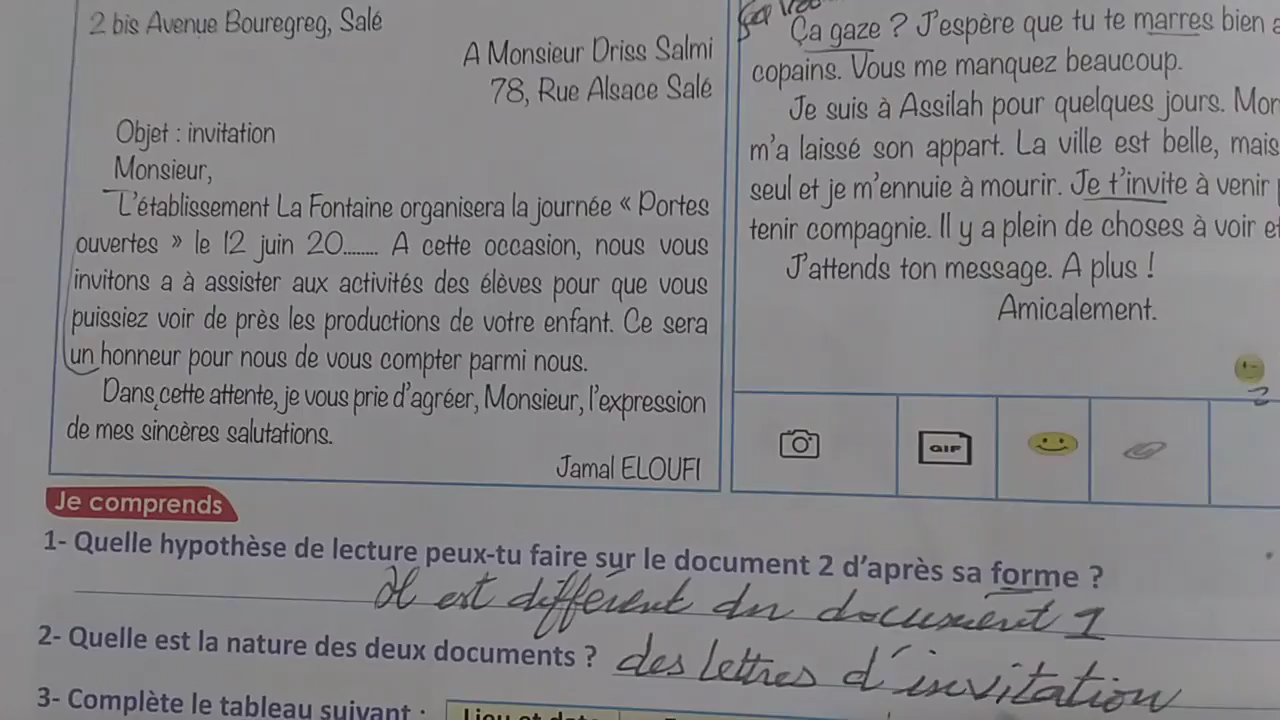 2 bis Avenue Bouregreg, Salé
A Monsieur Driss Salmi
78, Rue Alsace Salé
Objet : invitation
Monsieur,
L'établissement La Fontaine organisera la journée « Portes
ouvertes » le 12 juin 20........ A cette occasion, nous vous
invitons a à assister aux activités des élèves pour que vous
puissiez voir de près les productions de votre enfant. Ce sera
un honneur pour nous de vous compter parmi nous.
Dans cette attente, je vous prie d'agréer, Monsieur, l'expression
de mes sincères salutations.
Jamal ELOUFI
Ça gaze ? J'espère que tu te marres bien
copains. Vous me manquez beaucoup.
Je suis à Assilah pour quelques jours.
m'a laissé son appart. La ville est belle, mais
seul et je m'ennuie à mourir. Je t'invite à venir
tenir compagnie. Il y a plein de choses à voir
J'attends ton message. A plus !
Amicalement.
GIF
Je comprends
1- Quelle hypothèse de lecture peux-tu faire sur le document 2 d'après sa forme ?
Il est différent du document 1
2- Quelle est la nature des deux documents ? des lettres d'invitation
3- Complète le tableau suivant :
Lieu et date